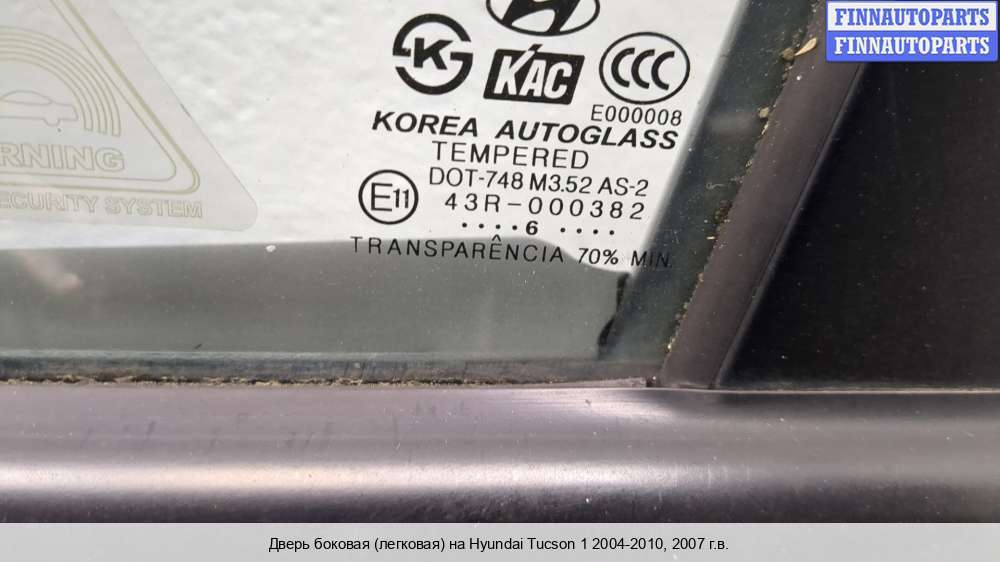 FINNAUTOPARTS
FINNAUTOPARTS
KAC
CCC
E000008
KOREA AUTOGLASS
TEMPERED
DOT-748 M3.52 AS-2
E11
43R-000382
....6 ....
TRANSPARÊNCIA 70% MIN.
RNING
ECURITY SYSTEM
Дверь боковая (легковая) на Hyundai Tucson 1 2004-2010, 2007 г.в.